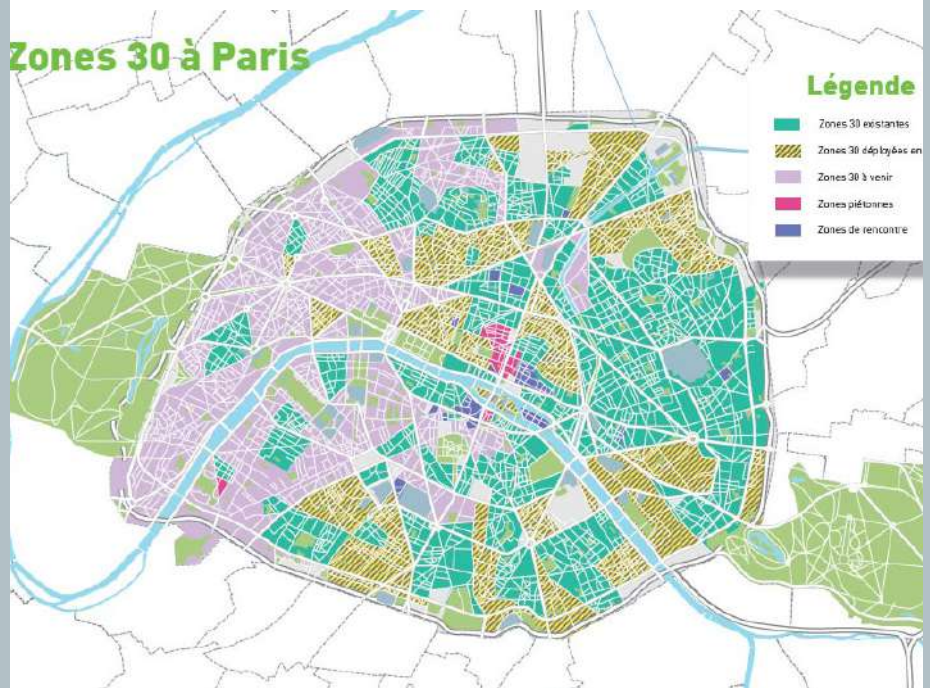 Zones 30 à Paris
Légende
Zones 30 existantes
Zones 30 déployées en
Zones 30 à venir
Zones piétonnes
Zones de rencontre